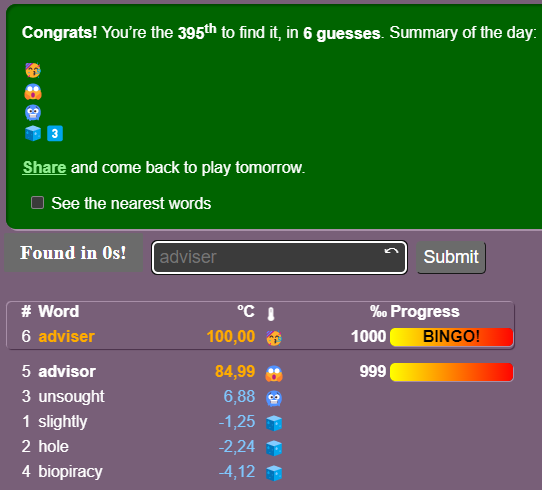 Congrats! You're the 395th to find it, in 6 guesses. Summary of the day:
🥳
😱
🥶
🧊3️⃣
Share and come back to play tomorrow.
See the nearest words
Found in 0s!
adviser
Submit
# Word °C 🌡 ‰ Progress
6 adviser 100,00 🥳 1000 BINGO!
5 advisor 84,99 😱 999
3 unsought 6,88 🥶
1 slightly -1,25 🧊
2 hole -2,24 🧊
4 biopiracy -4,12 🧊